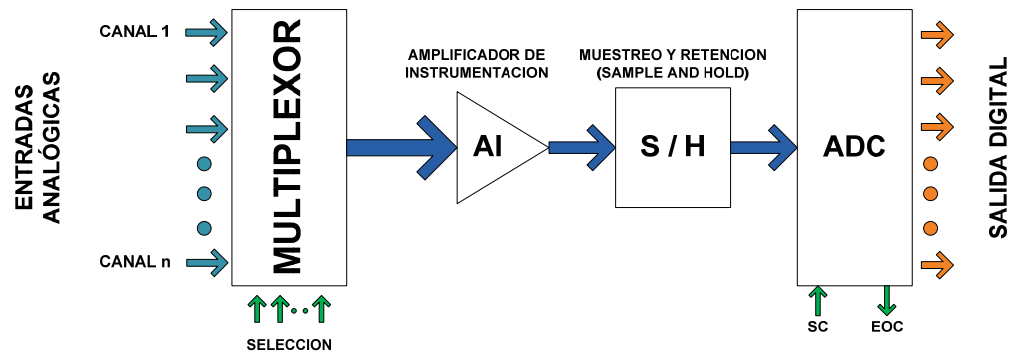 ENTRADAS
ANALÓGICAS
CANAL 1
CANAL n
MULTIPLEXOR
SELECCION
AMPLIFICADOR DE
INSTRUMENTACION
AI
MUESTREO Y RETENCION
(SAMPLE AND HOLD)
S / H
ADC
SC
EOC
SALIDA DIGITAL